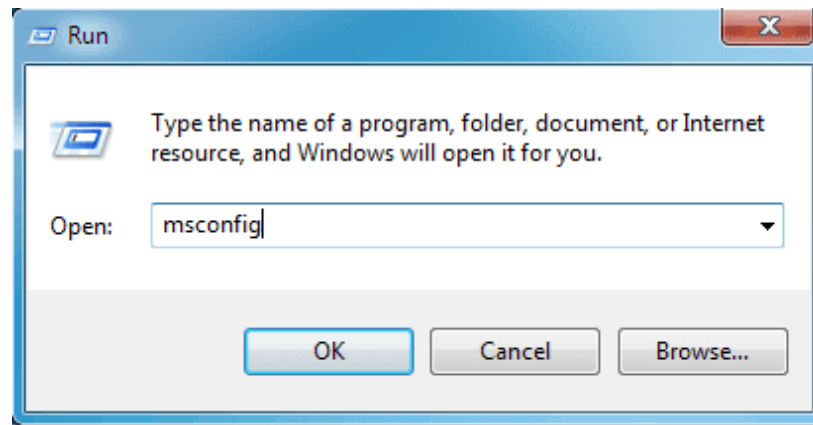 Run
Type the name of a program, folder, document, or Internet
resource, and Windows will open it for you.
Open: msconfig
OK Cancel Browse...